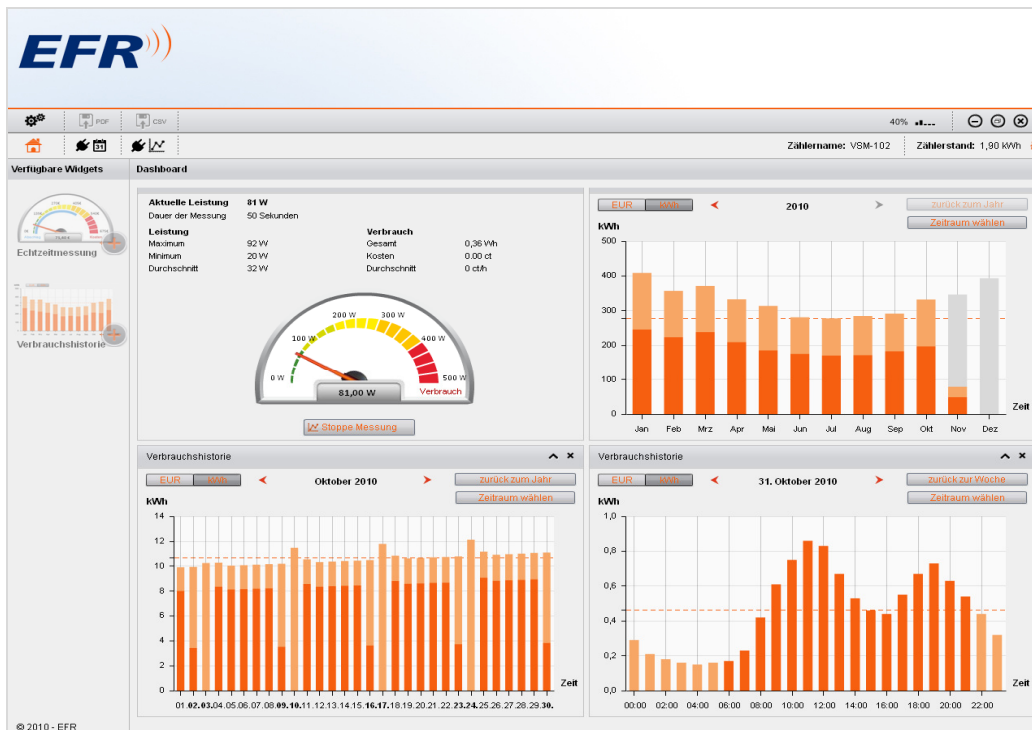 EFR
PDF
CSV
40%
31
Zählername: VSM-102
Zählerstand: 1,90 kWh
Verfügbare Widgets
Dashboard
Echtzeitmessung
Verbrauchshistorie
Aktuelle Leistung 81 W
Dauer der Messung 50 Sekunden
Leistung Verbrauch
Maximum 92 W Gesamt 0,36 Wh
Minimum 20 W Kosten 0.00 ct
Durchschnitt 32 W Durchschnitt 0 ct/h
0 W 100 W 200 W 300 W 400 W 500 W
Verbrauch
81,00 W
Stoppe Messung
EUR kWh 2010 zurück zum Jahr
Zeitraum wählen
kWh
500
400
300
200
100
0
Zeit
Jan Feb Mrz Apr Mai Jun Jul Aug Sep Okt Nov Dez
Verbrauchshistorie
EUR kWh Oktober 2010 zurück zum Jahr
Zeitraum wählen
kWh
14
12
10
8
6
4
2
0
Zeit
01.02.03.04.05.06.07.08.09.10.11.12.13.14.15.16.17.18.19.20.21.22.23.24.25.26.27.28.29.30.
Verbrauchshistorie
EUR kWh 31. Oktober 2010 zurück zur Woche
Zeitraum wählen
kWh
1,0
0,8
0,6
0,4
0,2
0,0
Zeit
00:00 02:00 04:00 06:00 08:00 10:00 12:00 14:00 16:00 18:00 20:00 22:00
© 2010 - EFR